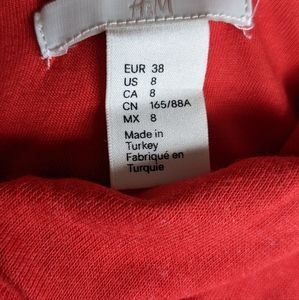 H&M
EUR 38
US 8
CA 8
CN 165/88A
MX 8
Made in
Turkey
Fabriqué en
Turquie